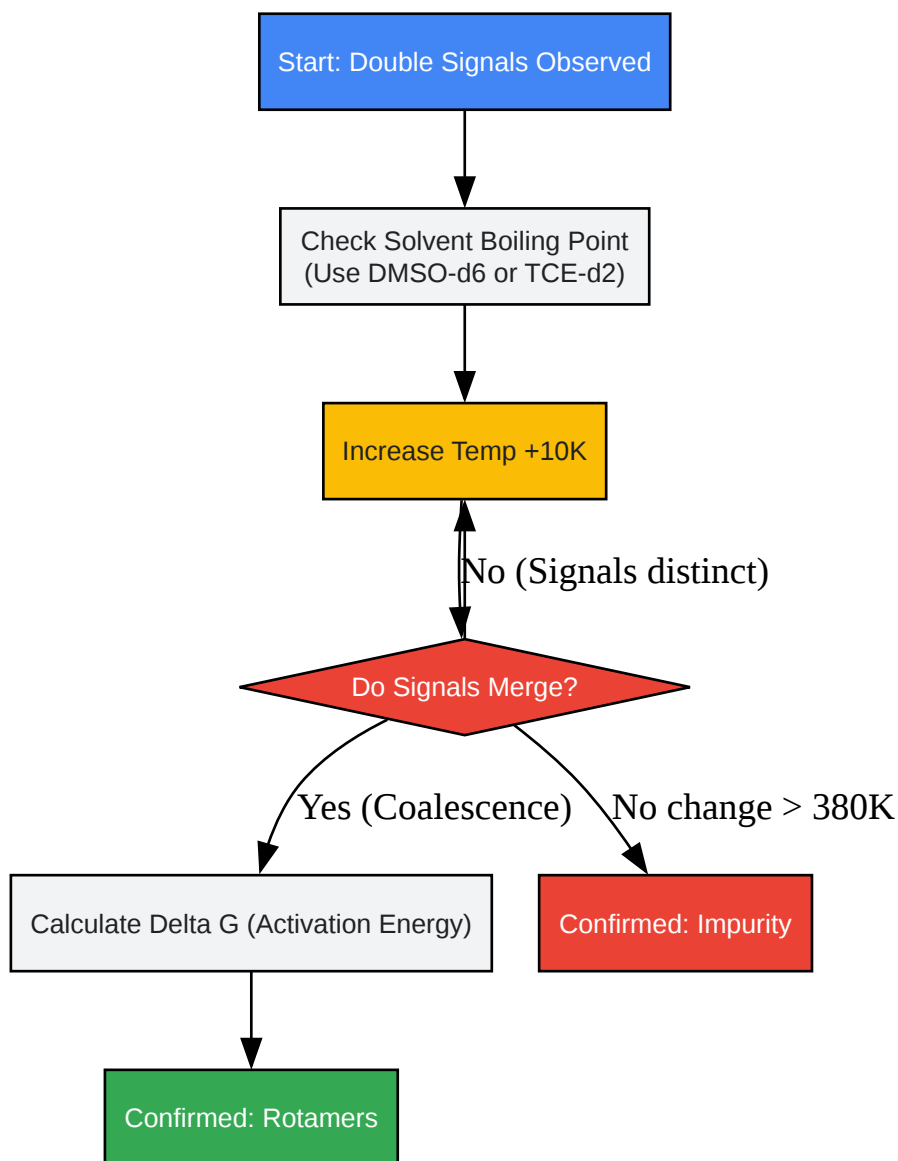 Start: Double Signals Observed
Check Solvent Boiling Point
(Use DMSO-d6 or TCE-d2)
Increase Temp +10K
No (Signals distinct)
Do Signals Merge?
Yes (Coalescence)
No change > 380K
Calculate Delta G (Activation Energy)
Confirmed: Impurity
Confirmed: Rotamers